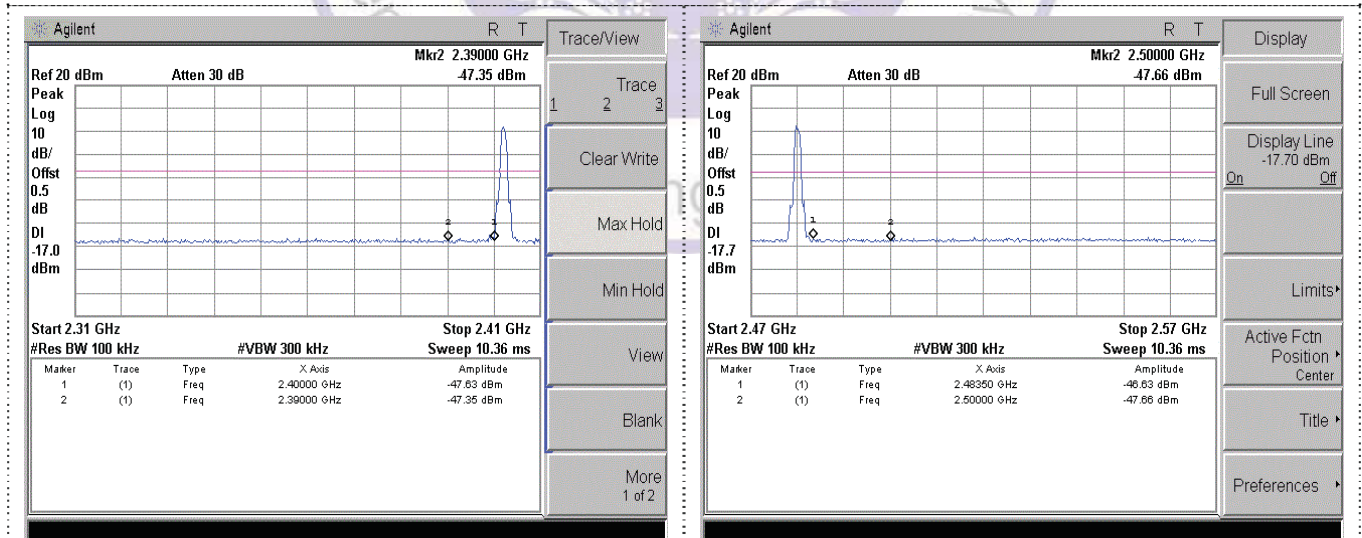 Agilent R T
Trace/View
Mkr2 2.39000 GHz
Ref 20 dBm Atten 30 dB -47.35 dBm
Peak
Log
10
dB/
Offst
0.5
dB
DI
-17.0
dBm
2
1
Start 2.31 GHz Stop 2.41 GHz
#Res BW 100 kHz #VBW 300 kHz Sweep 10.36 ms
Marker Trace Type X Axis Amplitude
1 (1) Freq 2.40000 GHz -47.63 dBm
2 (1) Freq 2.39000 GHz -47.35 dBm
Trace
1 2 3
Clear Write
Max Hold
Min Hold
View
Blank
More
1 of 2
Agilent R T
Display
Mkr2 2.50000 GHz
Ref 20 dBm Atten 30 dB -47.66 dBm
Peak
Log
10
dB/
Offst
0.5
dB
DI
-17.7
dBm
1
2
Start 2.47 GHz Stop 2.57 GHz
#Res BW 100 kHz #VBW 300 kHz Sweep 10.36 ms
Marker Trace Type X Axis Amplitude
1 (1) Freq 2.48350 GHz -46.63 dBm
2 (1) Freq 2.50000 GHz -47.66 dBm
Full Screen
Display Line
-17.70 dBm
On Off
Limits
Active Fctn
Position
Center
Title
Preferences